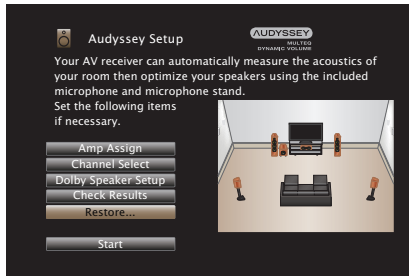 Audyssey Setup
AUDYSSEY
MULTEQ
DYNAMIC VOLUME
Your AV receiver can automatically measure the acoustics of
your room then optimize your speakers using the included
microphone and microphone stand.
Set the following items
if necessary.
Amp Assign
Channel Select
Dolby Speaker Setup
Check Results
Restore...
Start